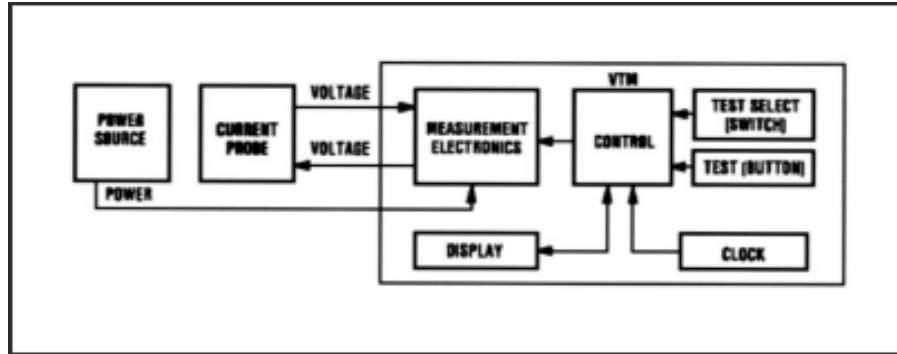 VTM
POWER
SOURCE
CURRENT
PROBE
VOLTAGE
VOLTAGE
POWER
MEASUREMENT
ELECTRONICS
CONTROL
TEST SELECT
(SWITCH)
TEST (BUTTON)
DISPLAY
CLOCK